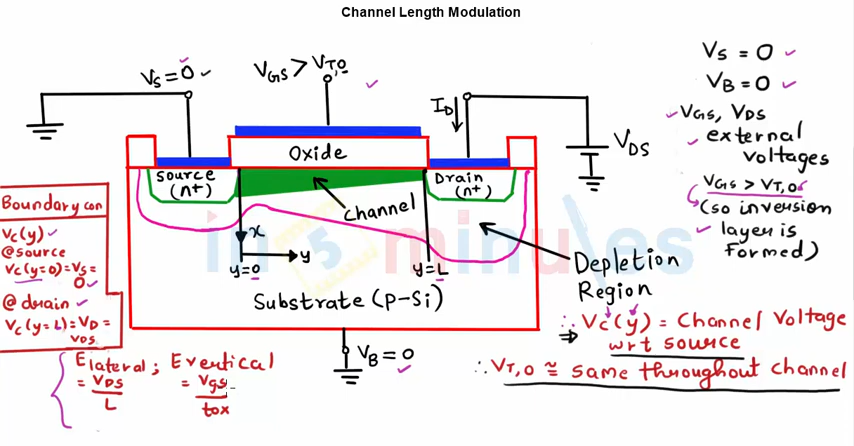 Channel Length Modulation
Vs = 0
VGS > VT,0
ID
VDS
Oxide
Source
(n+)
Drain
(n+)
Channel
x
y
y=0
y=L
Substrate (p-Si)
Depletion
Region
VB = 0
in 5 minutes
Vs = 0
VB = 0
VGS, VDS
external
voltages
VGS > VT,0
(so inversion
layer is
formed)
∴ Vc(y) = Channel Voltage
⇒ wrt source
∴ VT,0 ≅ same throughout channel
Boundary con
Vc(y)
@source
Vc(y=0)=Vs=
0
@ drain
Vc(y=L)=VD=
VDS
Elateral ; Evertical
= VDS = Vgs
L tox